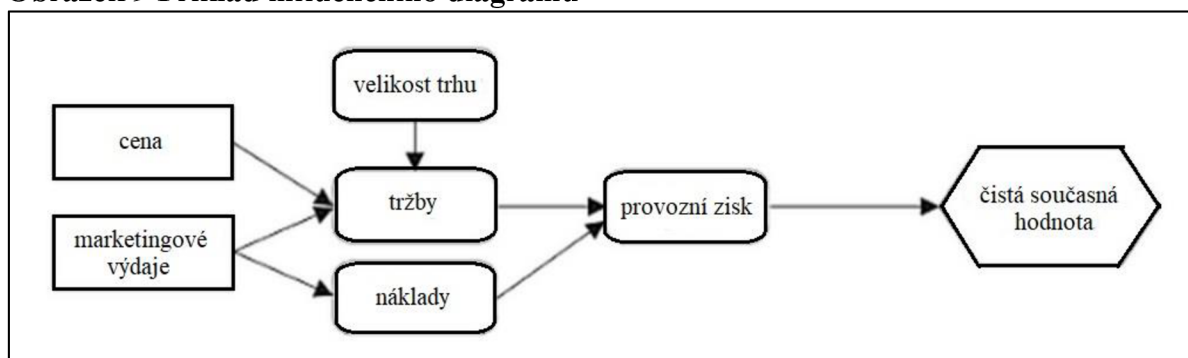 velikost trhu
cena
tržby
provozní zisk
čistá současná
hodnota
marketingové
výdaje
náklady